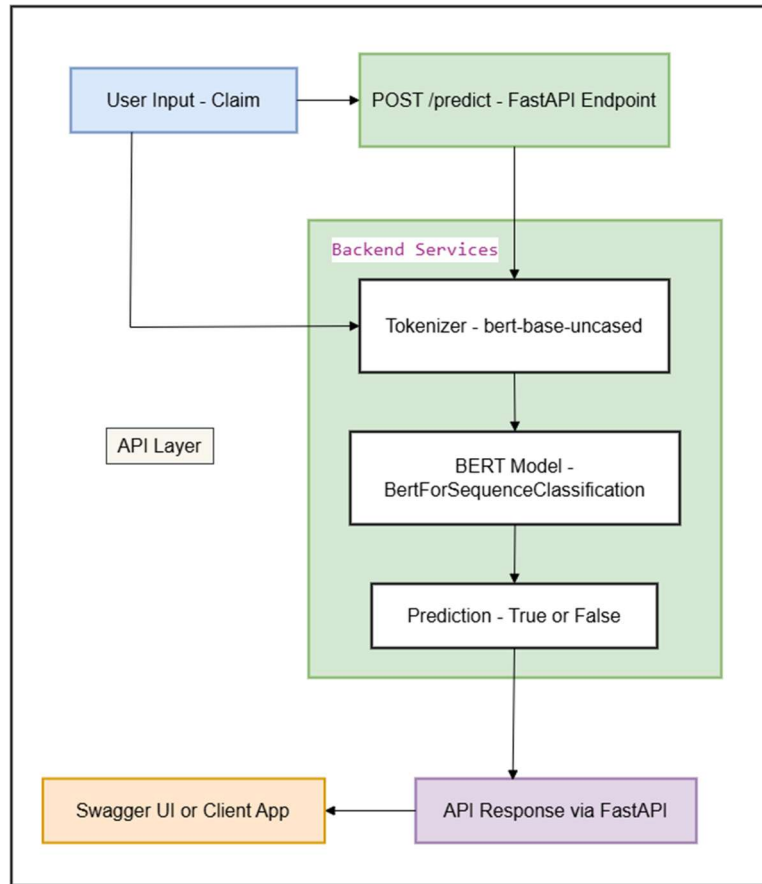 User Input - Claim
POST /predict - FastAPI Endpoint
Backend Services
Tokenizer - bert-base-uncased
API Layer
BERT Model -
BertForSequenceClassification
Prediction - True or False
Swagger UI or Client App
API Response via FastAPI